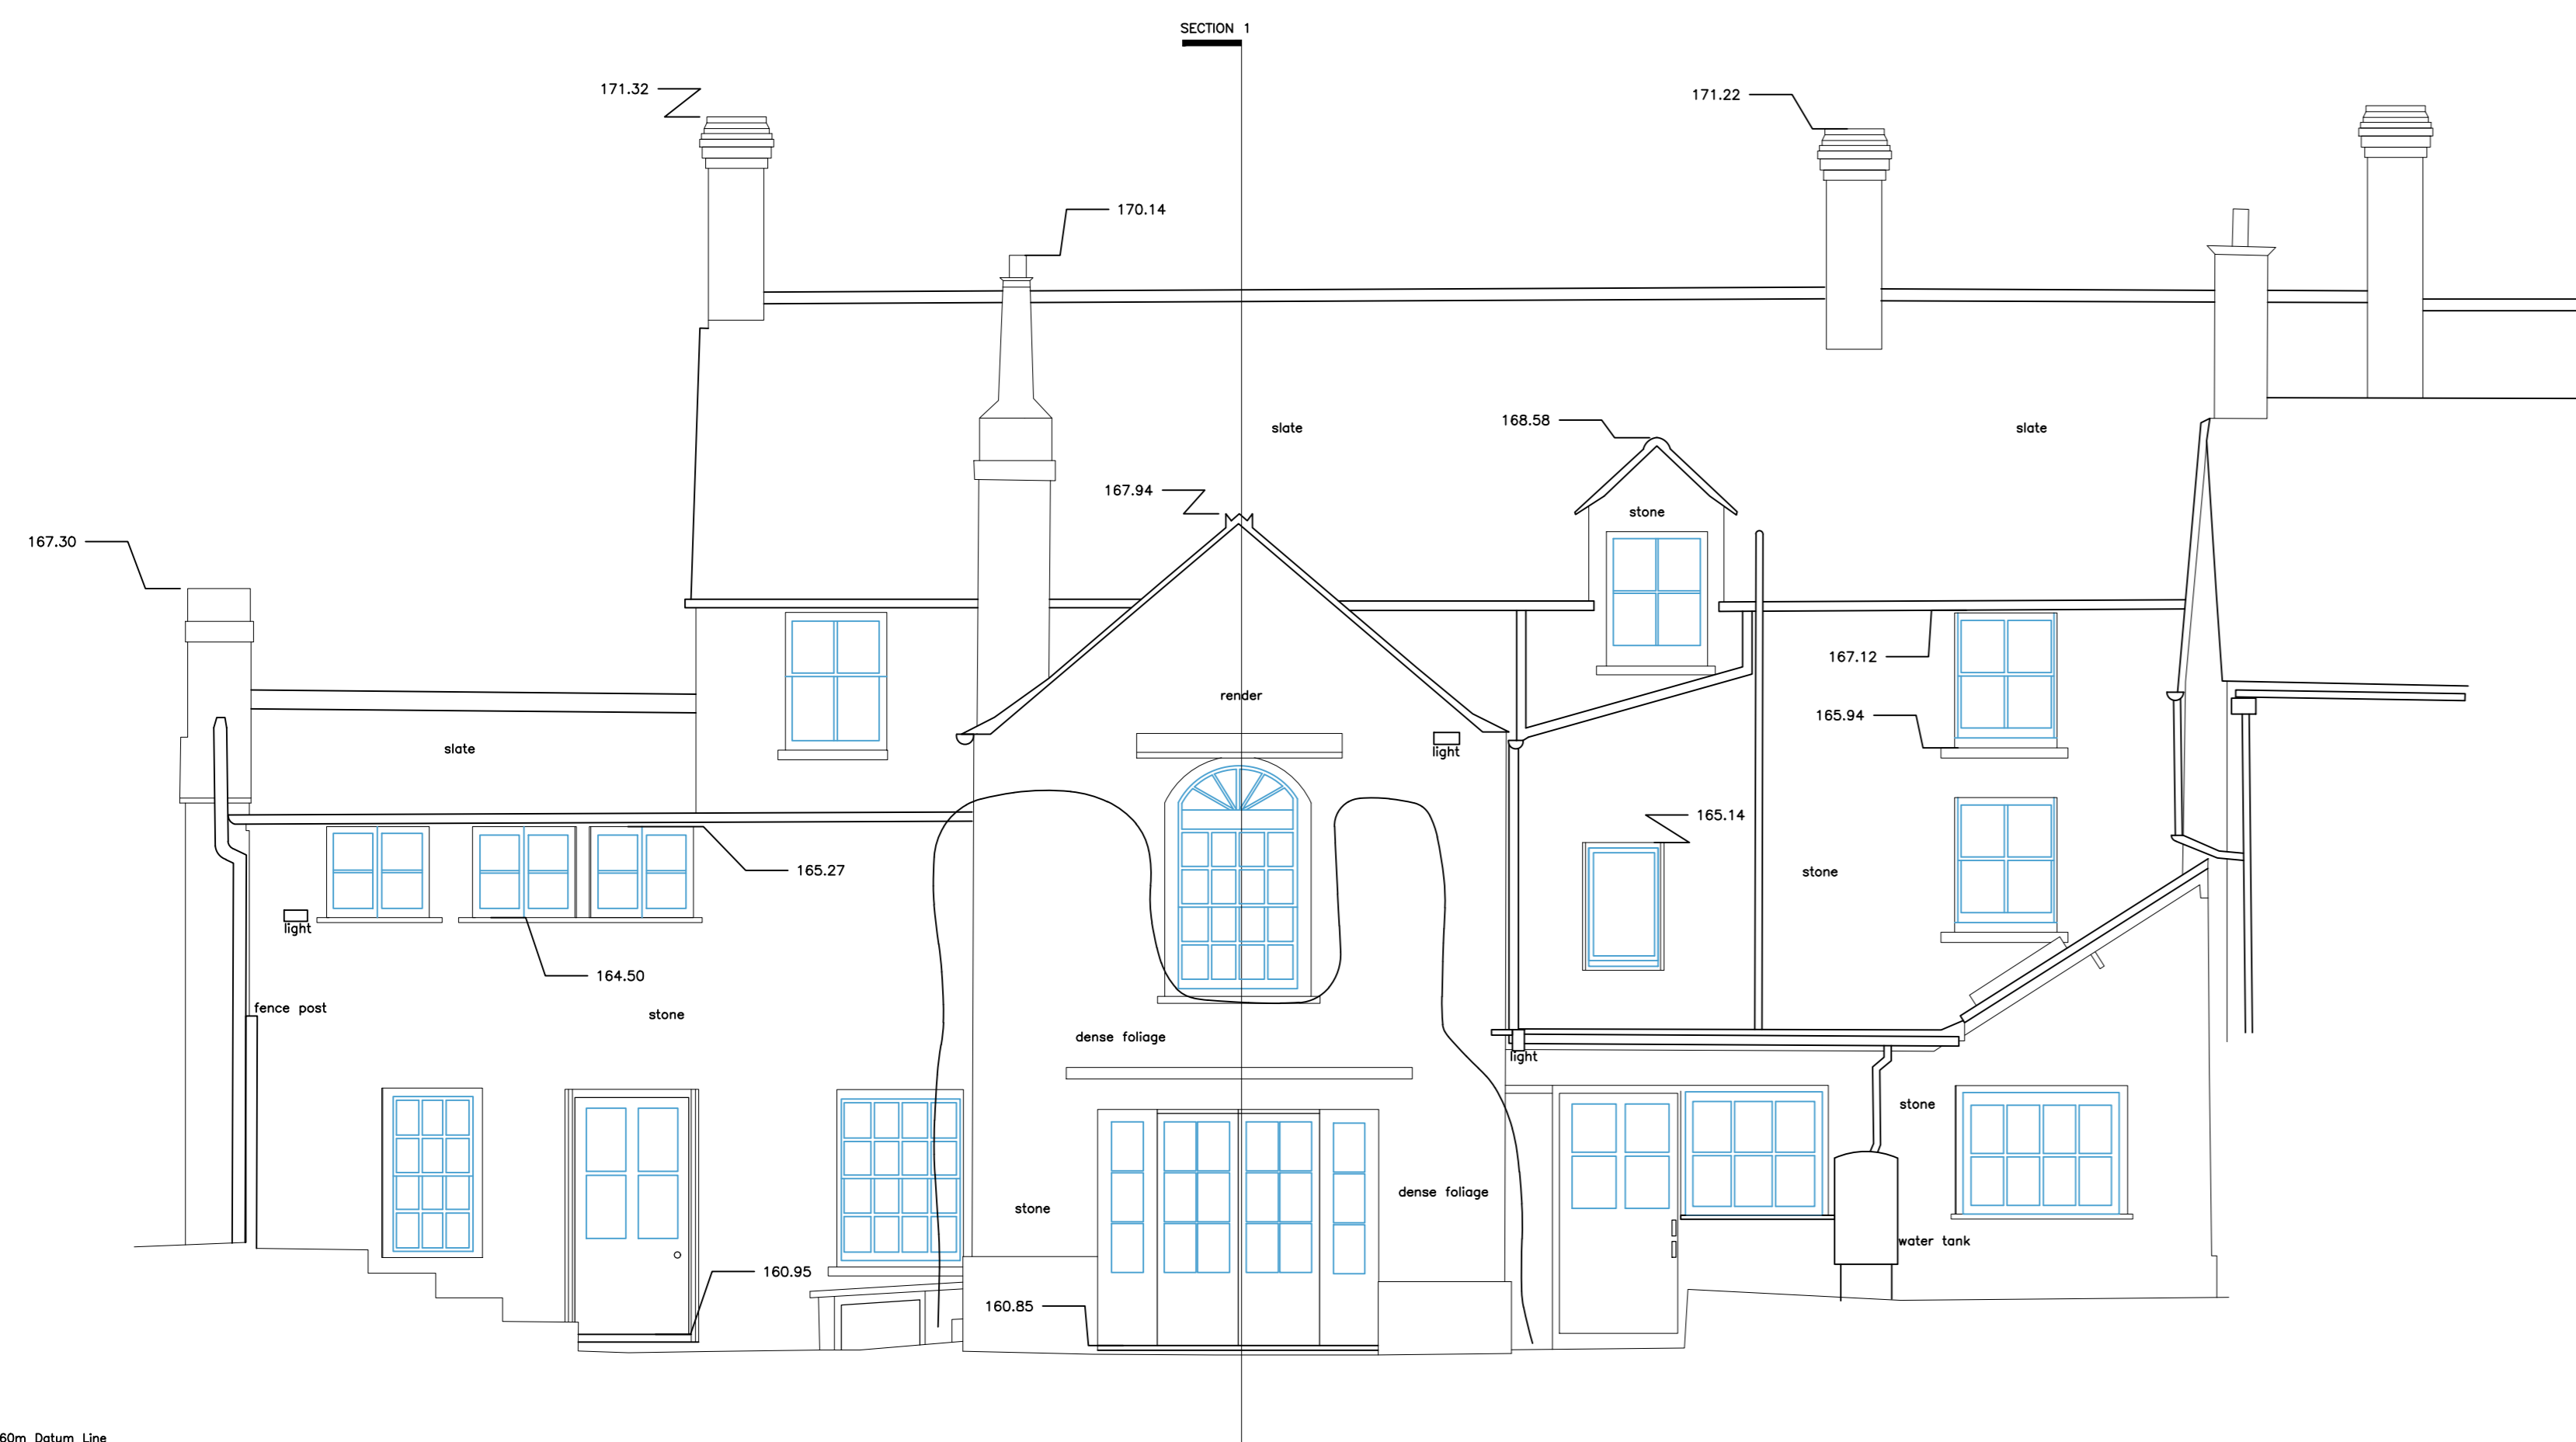 SECTION 1
171.32
171.22
170.14
slate
168.58
slate
167.94
stone
167.30
167.12
render
165.94
slate
light
165.14
165.27
stone
light
164.50
fence post
stone
dense foliage
light
stone
dense foliage
stone
water tank
160.95
160.85
60m Datum Line